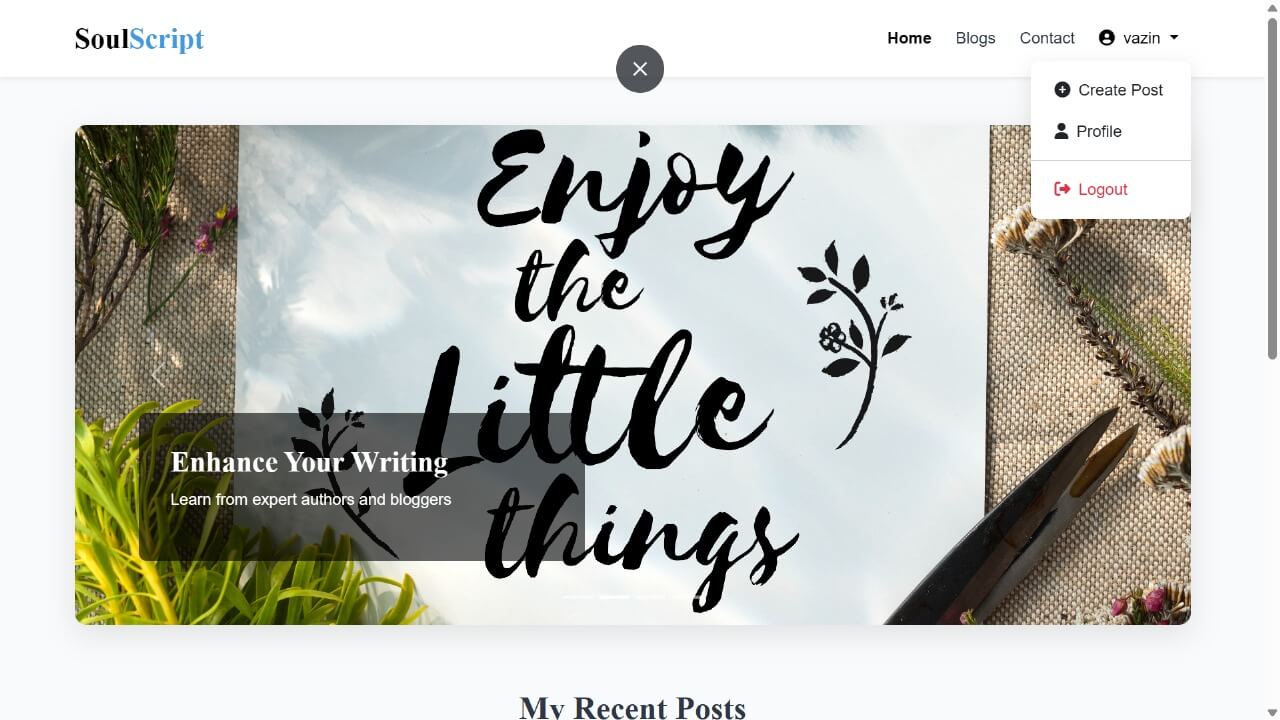 SoulScript
Home Blogs Contact vazin
Create Post
Profile
Logout
Enjoy
the
Little
things
Enhance Your Writing
Learn from expert authors and bloggers
My Recent Posts